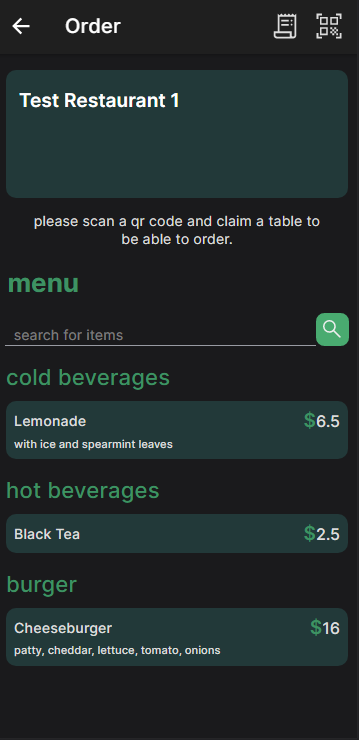 Order
Test Restaurant 1
please scan a qr code and claim a table to
be able to order.
menu
search for items
cold beverages
Lemonade $6.5
with ice and spearmint leaves
hot beverages
Black Tea $2.5
burger
Cheeseburger $16
patty, cheddar, lettuce, tomato, onions